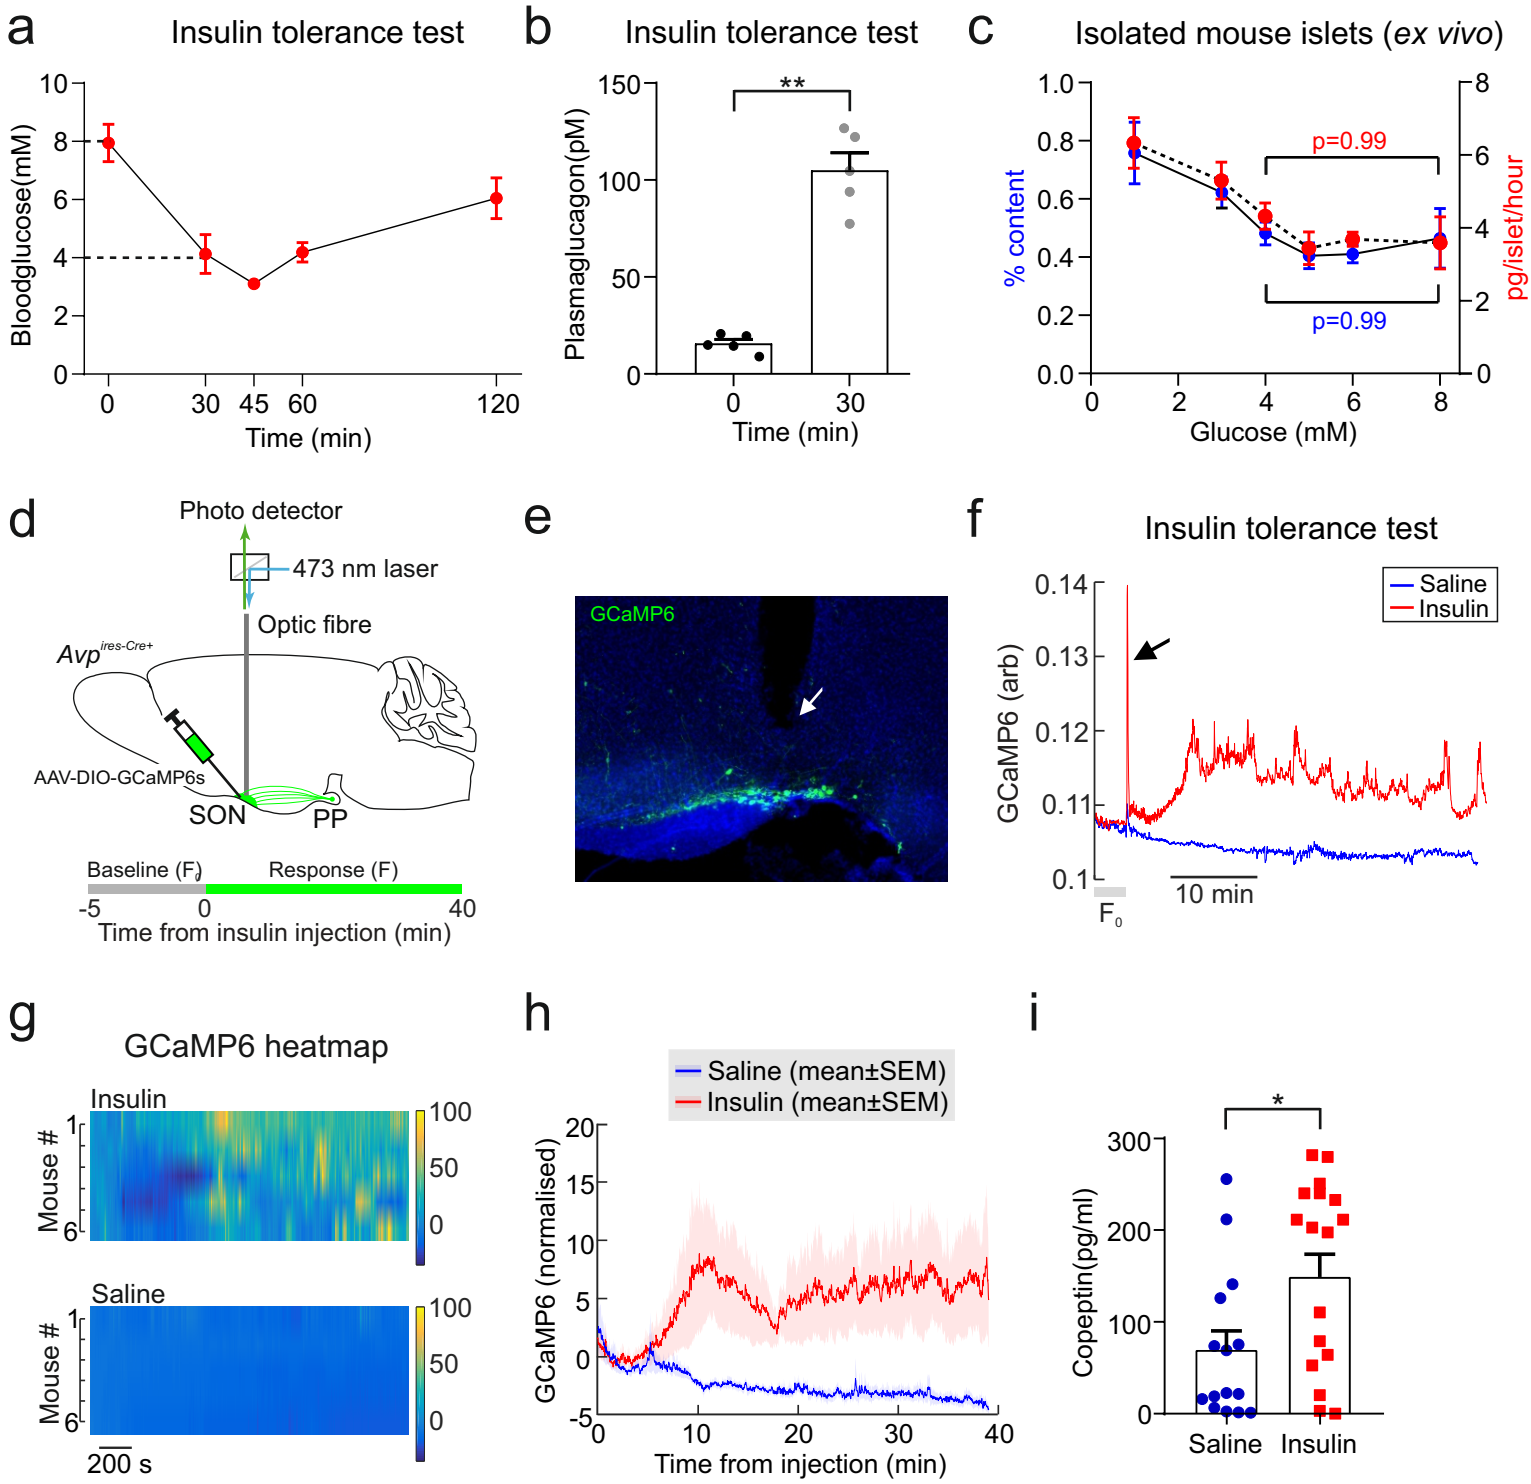 a
Insulin tolerance test
10
8
6
4
2
0
Bloodglucose(mM)
0
30
45
60
120
Time (min)
b
Insulin tolerance test
**
150
100
50
0
Plasmaglucagon(pM)
0
30
Time (min)
c
Isolated mouse islets (ex vivo)
1.0
0.8
0.6
0.4
0.2
0.0
% content
p=0.99
p=0.99
8
6
4
2
0
pg/islet/hour
0
2
4
6
8
Glucose (mM)
d
Photo detector
473 nm laser
Optic fibre
Avp ires-Cre+
AAV-DIO-GCaMP6s
SON
PP
Baseline (F0)
Response (F)
-5
0
40
Time from insulin injection (min)
e
GCaMP6
f
Insulin tolerance test
Saline
Insulin
0.14
0.13
0.12
0.11
0.1
GCaMP6 (arb)
10 min
F0
g
GCaMP6 heatmap
Insulin
1
6
Mouse #
100
50
0
Saline
1
6
Mouse #
100
50
0
200 s
h
Saline (mean±SEM)
Insulin (mean±SEM)
20
15
10
5
0
-5
GCaMP6 (normalised)
0
10
20
30
40
Time from injection (min)
i
*
300
200
100
0
Copeptin(pg/ml)
Saline
Insulin